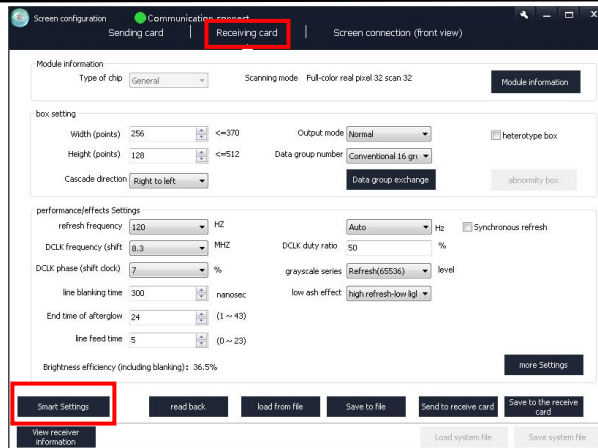 Screen configuration Communication connect
Sending card | Receiving card | Screen connection (front view)
Module information
Type of chip General Scanning mode Full-color real pixel 32 scan 32 Module information
box setting
Width (points) 256 <=370 Output mode Normal heterotype box
Height (points) 128 <=512 Data group number Conventional 16 gr
Cascade direction Right to left Data group exchange abnormity box
performance/effects Settings
refresh frequency 120 HZ Auto Hz Synchronous refresh
DCLK frequency (shift 8.3 MHZ DCLK duty ratio 50 %
DCLK phase (shift clock) 7 % grayscale series Refresh(65536) level
line blanking time 300 nanosec low ash effect high refresh-low ligl
End time of afterglow 24 (1 ~ 43)
line feed time 5 (0 ~ 23)
Brightness efficiency (including blanking): 36.5% more Settings
Smart Settings read back load from file Save to file Send to receive card Save to the receive card
View receiver information Load system file Save system file